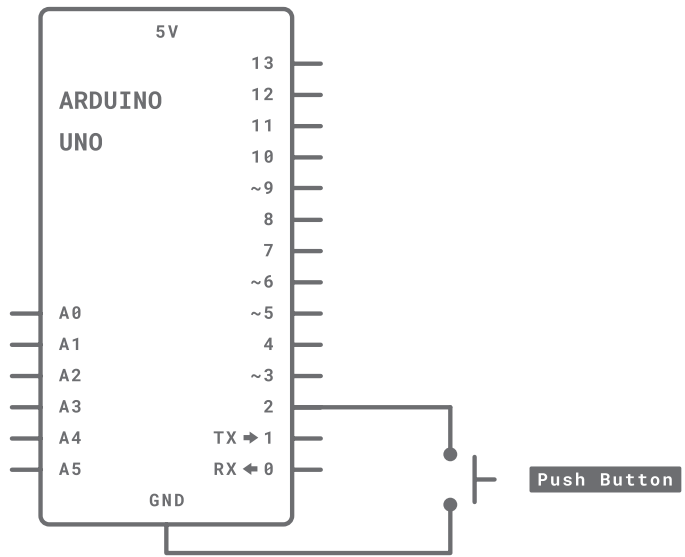 5V
ARDUINO
UNO
13
12
11
10
~9
8
7
~6
~5
4
~3
2
TX → 1
RX ← 0
A0
A1
A2
A3
A4
A5
GND
Push Button